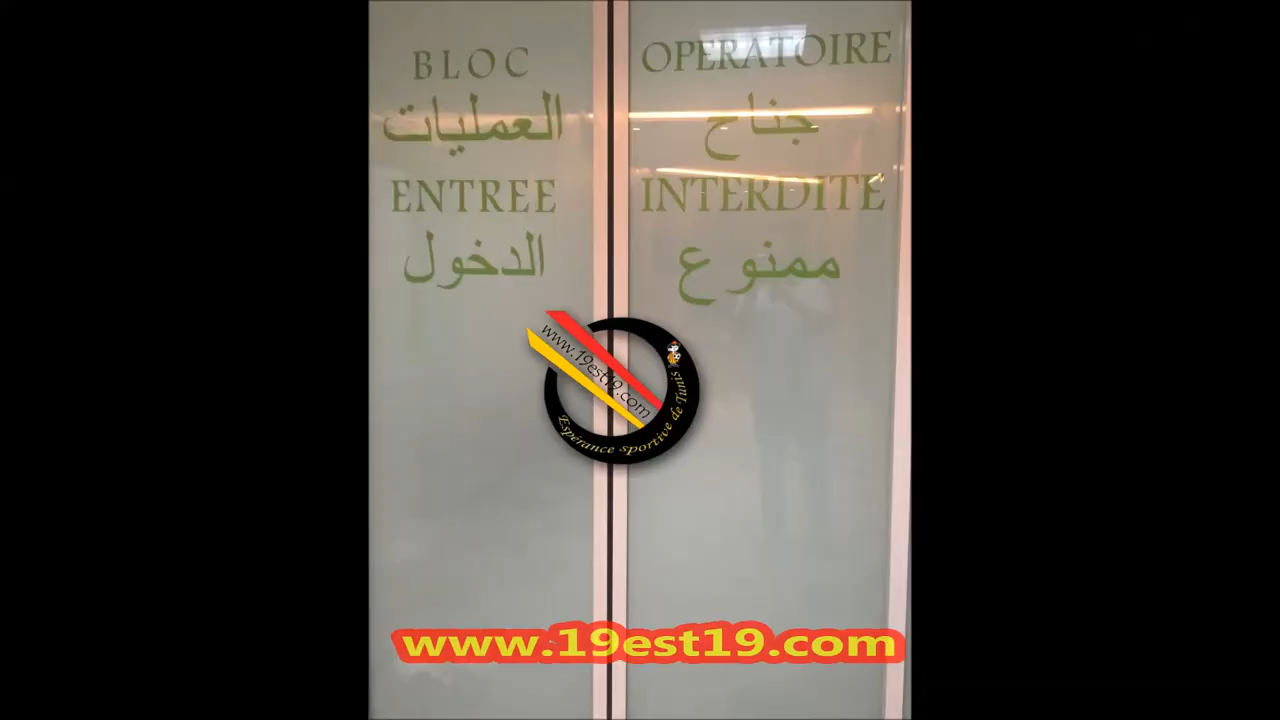 BLOC OPERATOIRE
جناح العمليات
ENTREE INTERDITE
ممنوع الدخول
www.19est19.com
Espérance sportive de Tunis
www.19est19.com